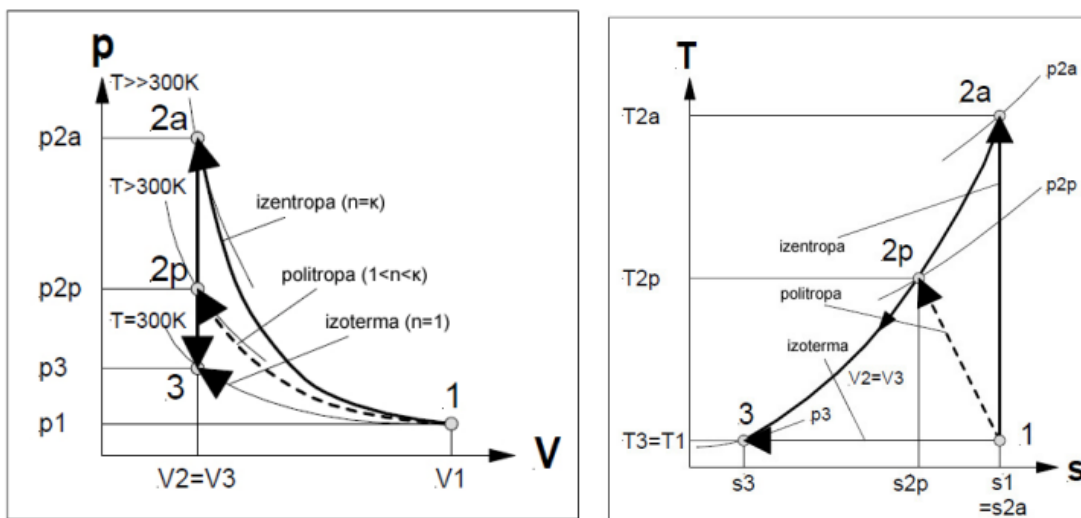 p
T>>300K
2a
p2a
T>300K
izentropa (n=κ)
2p
politropa (1<n<κ)
p2p
T=300K
izoterma (n=1)
p3
3
1
p1
V
V2=V3
V1
T
p2a
2a
T2a
p2p
izentropa
2p
T2p
politropa
izoterma
V2=V3
3
p3
1
T3=T1
s
s3
s2p
s1
=s2a